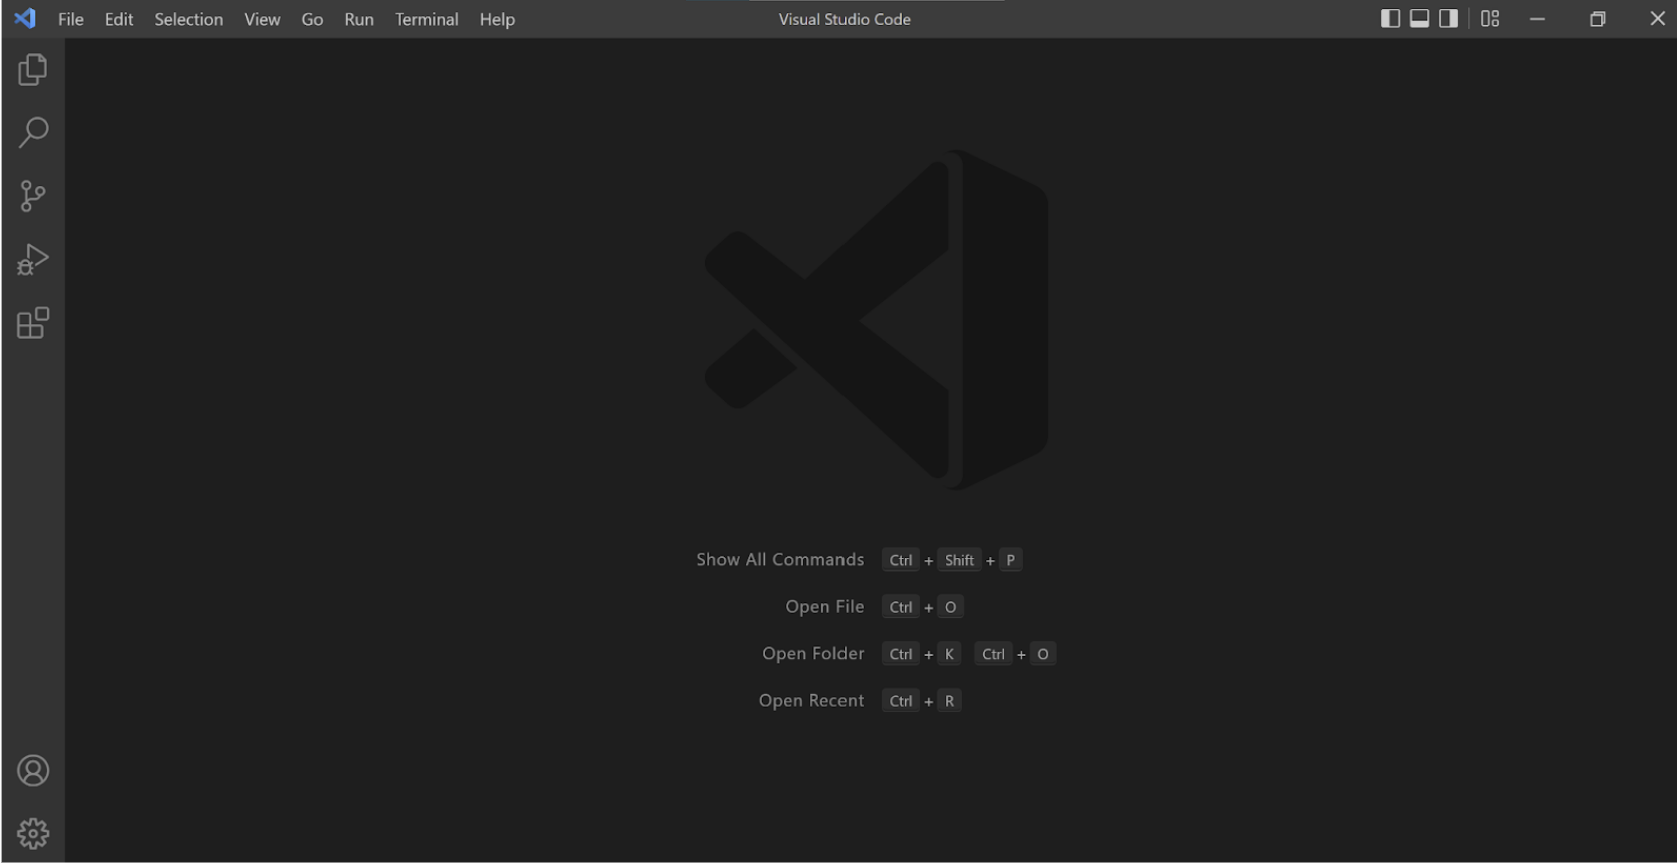 File Edit Selection View Go Run Terminal Help Visual Studio Code
Show All Commands Ctrl + Shift + P
Open File Ctrl + O
Open Folder Ctrl + K Ctrl + O
Open Recent Ctrl + R